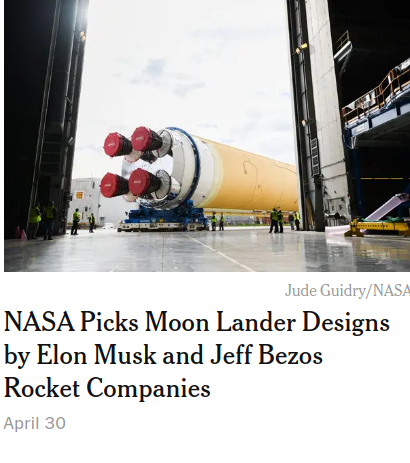 Jude Guidry/NASA
NASA Picks Moon Lander Designs
by Elon Musk and Jeff Bezos
Rocket Companies
April 30